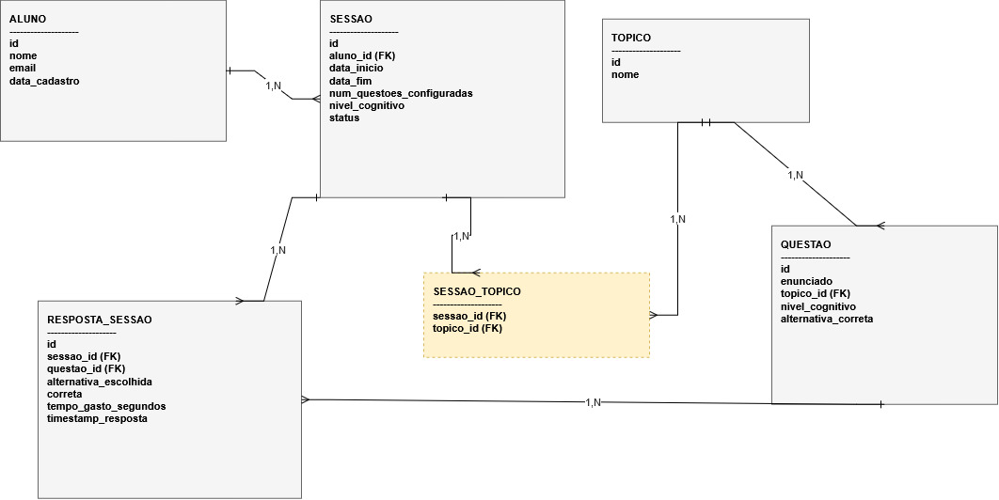 ALUNO
--------------------
id
nome
email
data_cadastro
1,N
SESSAO
--------------------
id
aluno_id (FK)
data_inicio
data_fim
num_questoes_configuradas
nivel_cognitivo
status
TOPICO
--------------------
id
nome
1,N
1,N
1,N
1,N
QUESTAO
--------------------
id
enunciado
topico_id (FK)
nivel_cognitivo
alternativa_correta
SESSAO_TOPICO
--------------------
sessao_id (FK)
topico_id (FK)
RESPOSTA_SESSAO
--------------------
id
sessao_id (FK)
questao_id (FK)
alternativa_escolhida
correta
tempo_gasto_segundos
timestamp_resposta
1,N